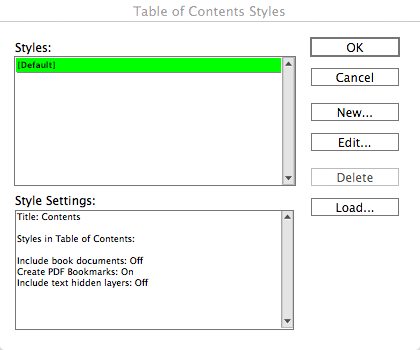 Table of Contents Styles
Styles:
[Default]
OK
Cancel
New...
Edit...
Delete
Load...
Style Settings:
Title: Contents
Styles in Table of Contents:
Include book documents: Off
Create PDF Bookmarks: On
Include text hidden layers: Off